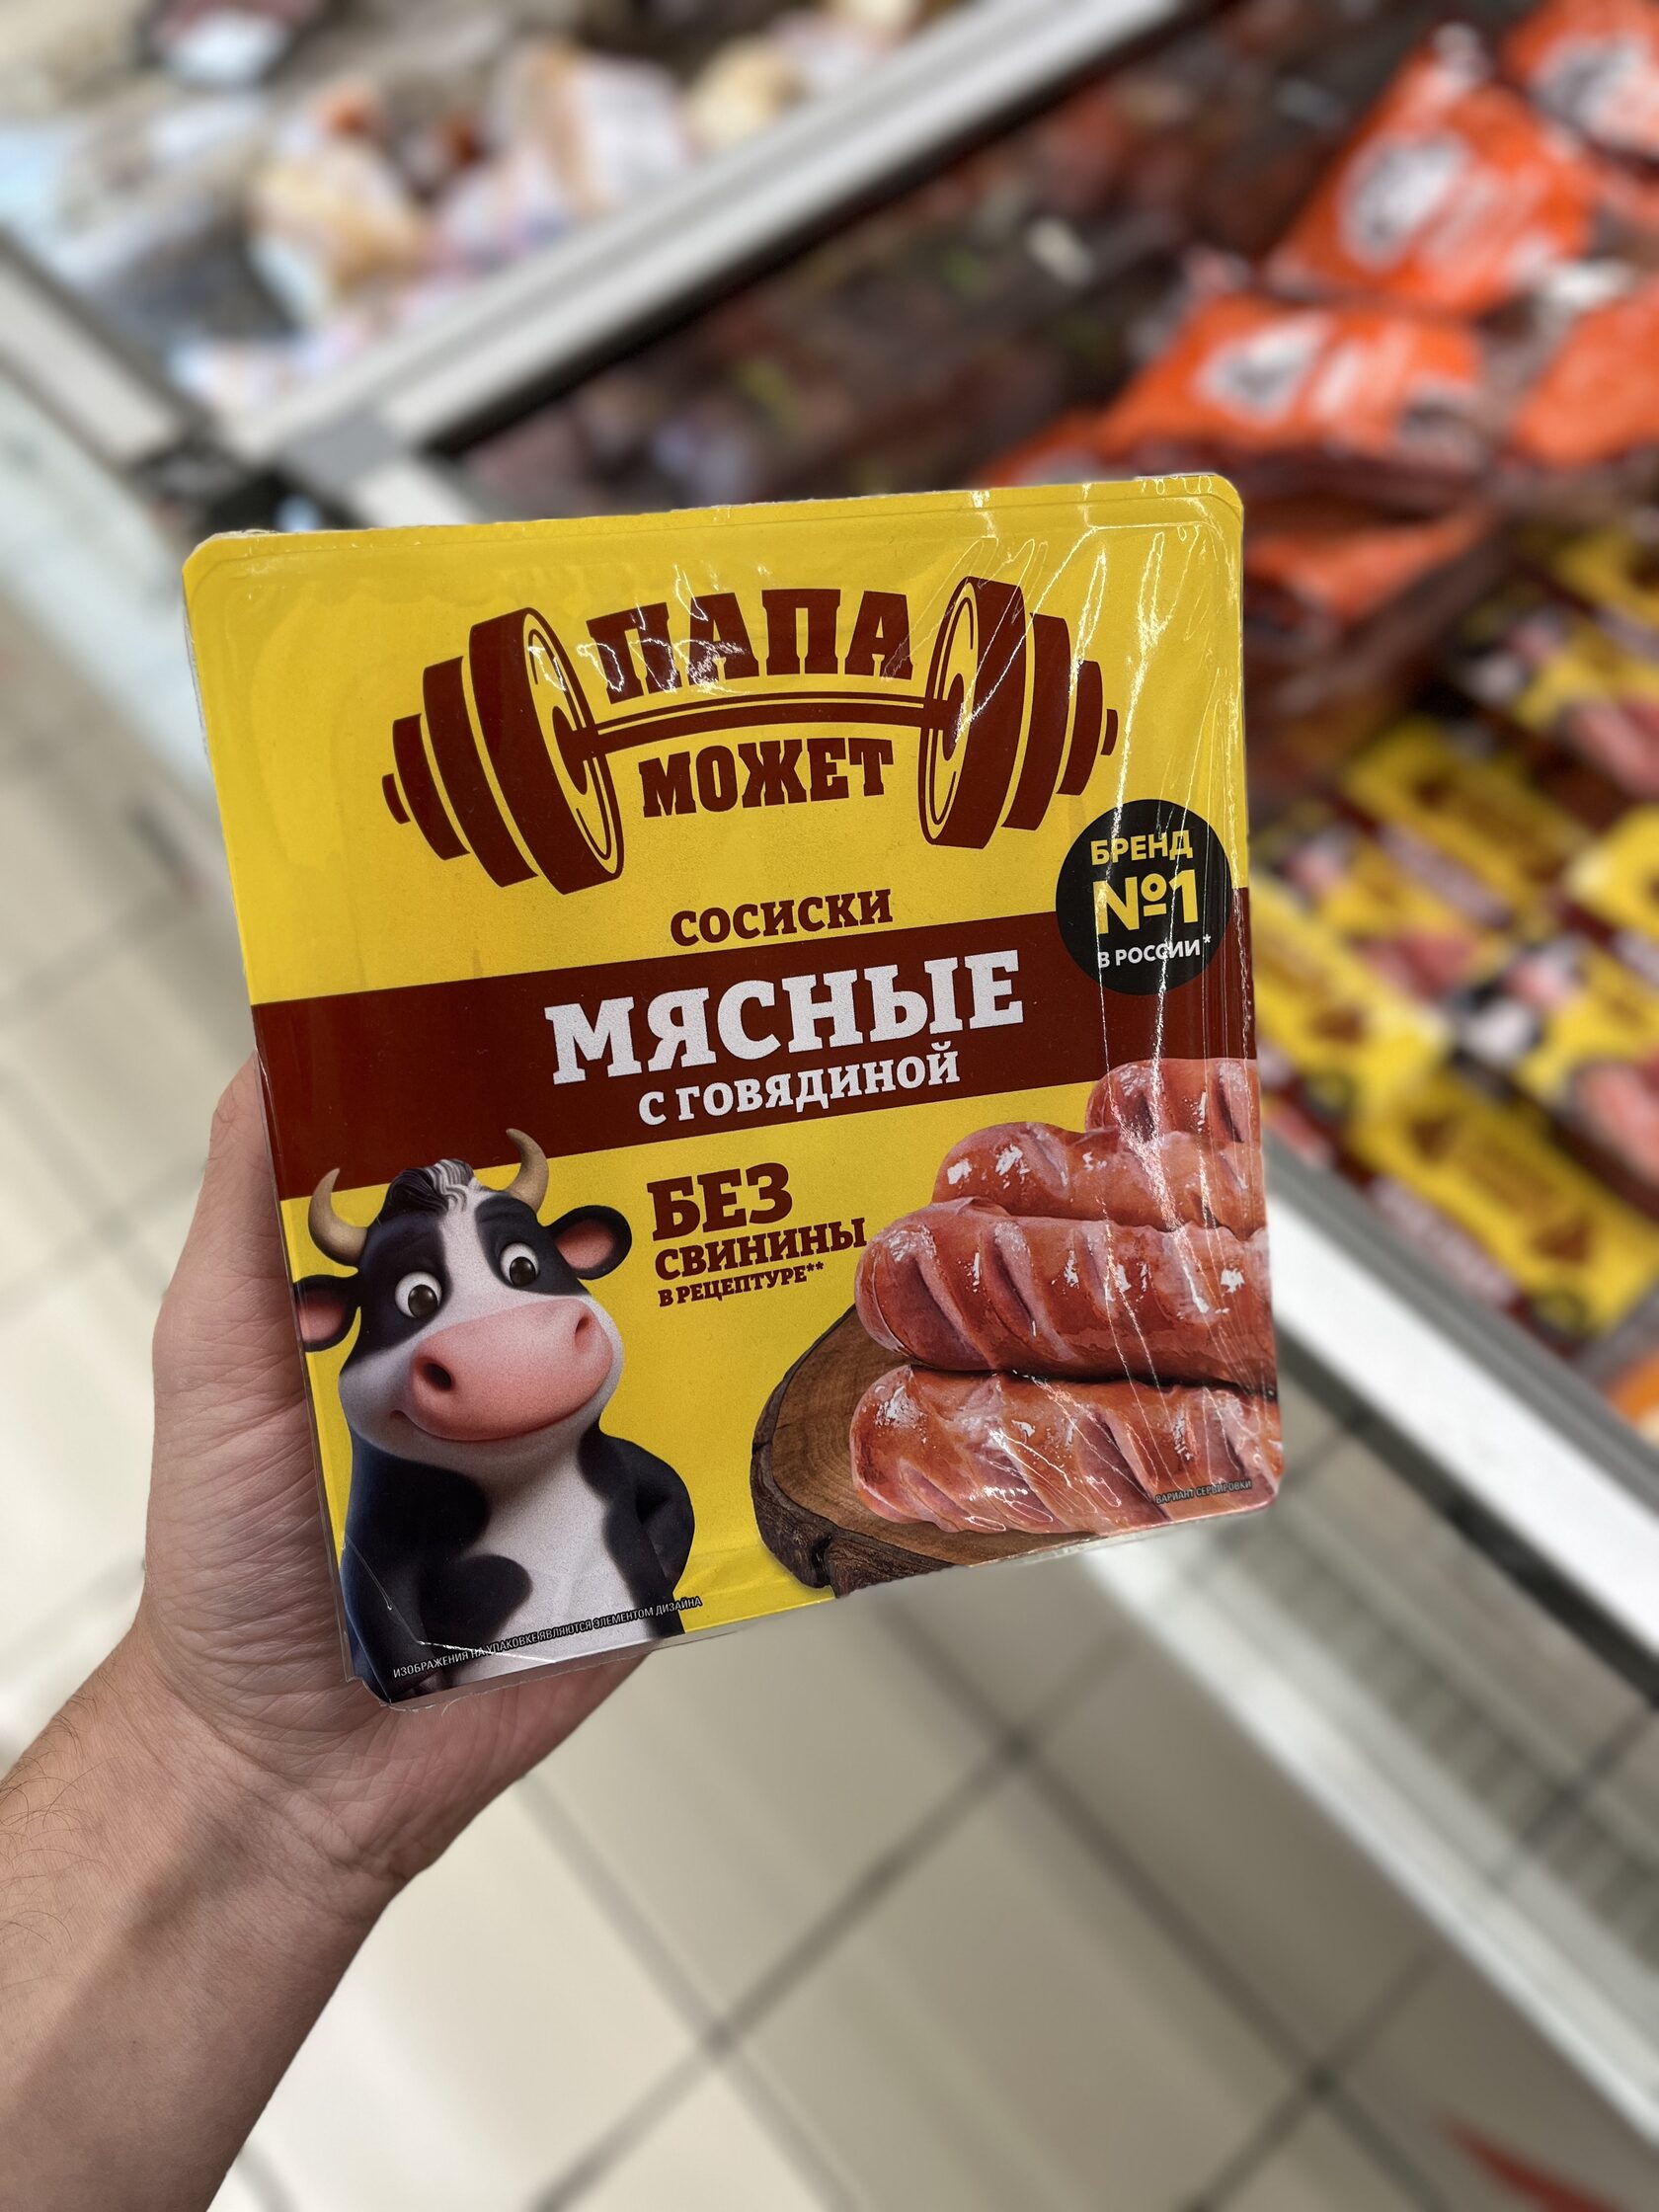 ПАПА
МОЖЕТ
БРЕНД
№1
В РОССИИ*
СОСИСКИ
МЯСНЫЕ
С ГОВЯДИНОЙ
БЕЗ
СВИНИНЫ
В РЕЦЕПТУРЕ**
ВАРИАНТ СЕРВИРОВКИ
ИЗОБРАЖЕНИЯ НА УПАКОВКЕ ЯВЛЯЮТСЯ ЭЛЕМЕНТОМ ДИЗАЙНА